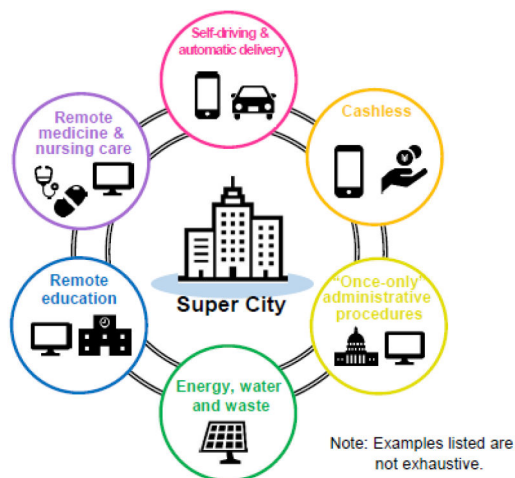 Self-driving &
automatic delivery
Cashless
"Once-only"
administrative
procedures
Energy, water
and waste
Remote
education
Remote
medicine &
nursing care
Super City
¥
Note: Examples listed are
not exhaustive.